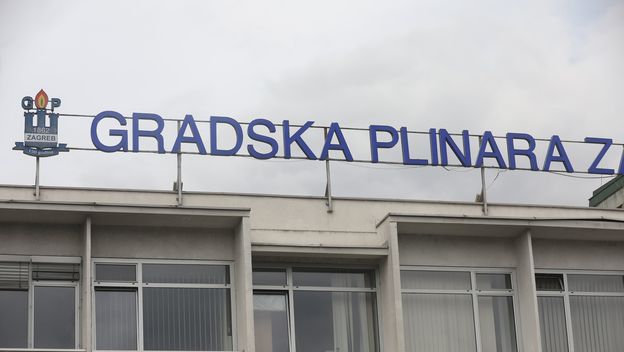 G P
1862
ZAGREB
GRADSKA PLINARA ZA